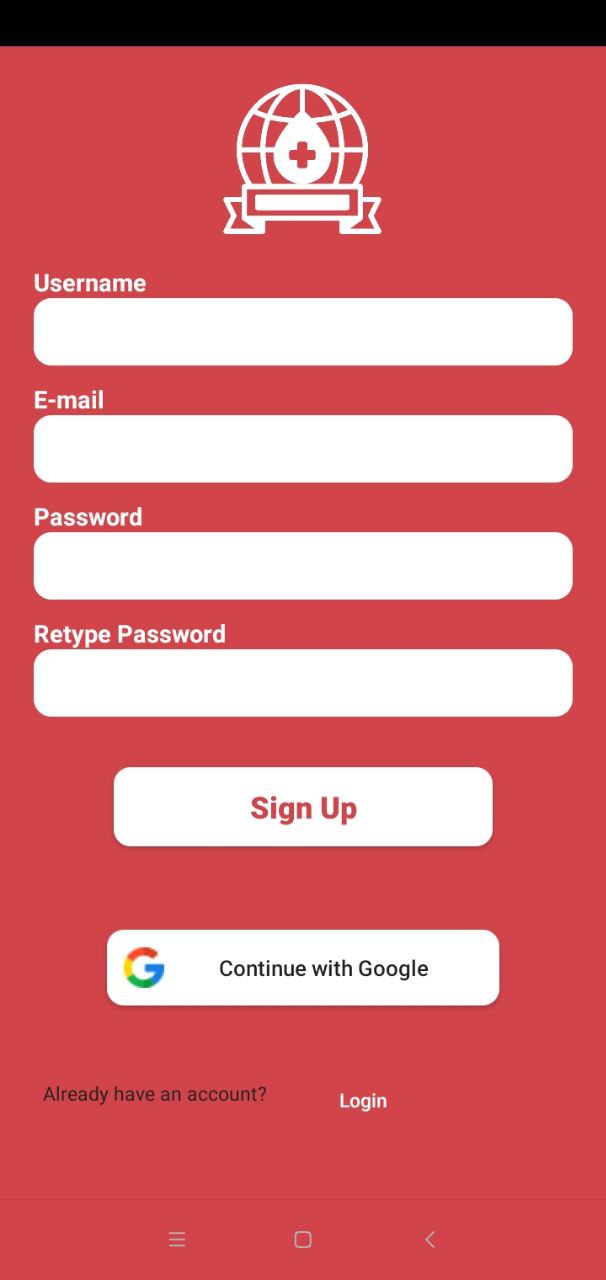 Username
E-mail
Password
Retype Password
Sign Up
Continue with Google
Already have an account? Login